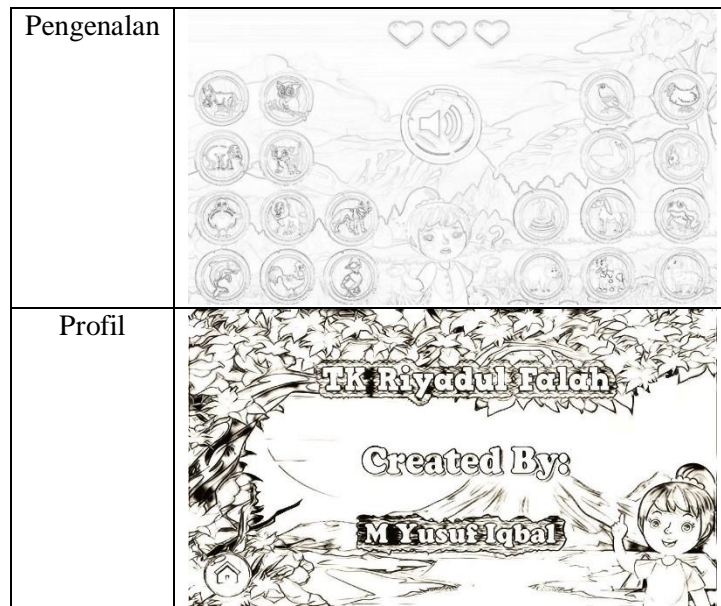 Pengenalan
Profil
TK Riyadul Falah
Created By:
M Yusuf Iqbal